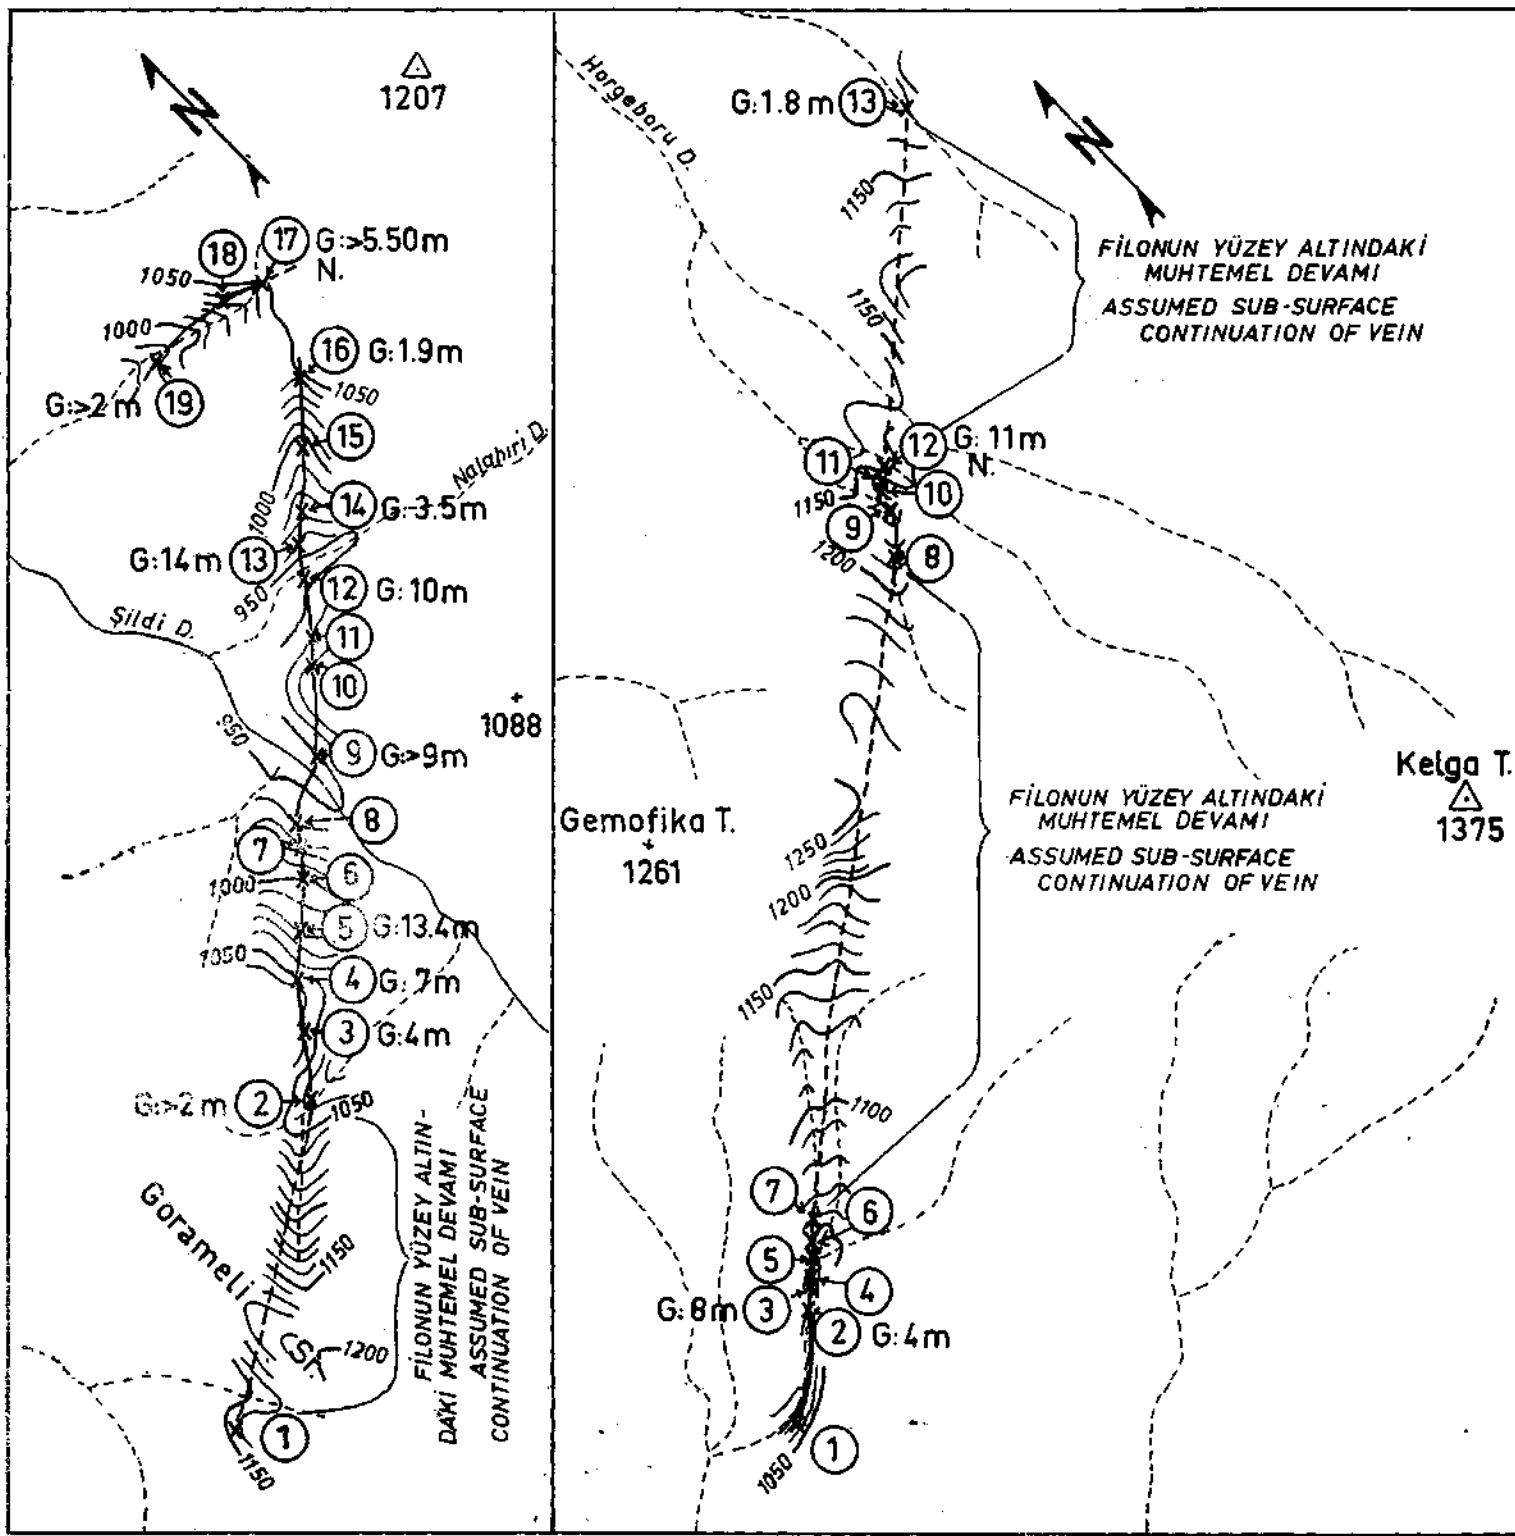 N
1207
18
17 G:>5.50m
N.
1050
1000
16 G:1.9m
1050
G:>2m 19
15
Nalabiri D.
14 G:3.5m
1000
G:14m 13
950
12 G:10m
Şildi D.
11
10
1088
950
9 G:>9m
8
7
6
1000
5 G:13.4m
1050
4 G:7m
3 G:4m
G:>2m 2
1050
Gorameli
1150
1200
1
1150
FİLONUN YÜZEY ALTIN-
DAKİ MUHTEMEL DEVAMI
ASSUMED SUB-SURFACE
CONTINUATION OF VEIN
Horgeboru D.
G:1.8m 13
N
1150
FİLONUN YÜZEY ALTINDAKİ
MUHTEMEL DEVAMI
ASSUMED SUB-SURFACE
CONTINUATION OF VEIN
1150
12 G:11m
N.
11
10
1150
9
1200
8
Kelga T.
1375
Gemofika T.
1261
FİLONUN YÜZEY ALTINDAKİ
MUHTEMEL DEVAMI
ASSUMED SUB-SURFACE
CONTINUATION OF VEIN
1250
1200
1150
1100
7
6
5
4
G:8m 3
2 G:4m
1
1050